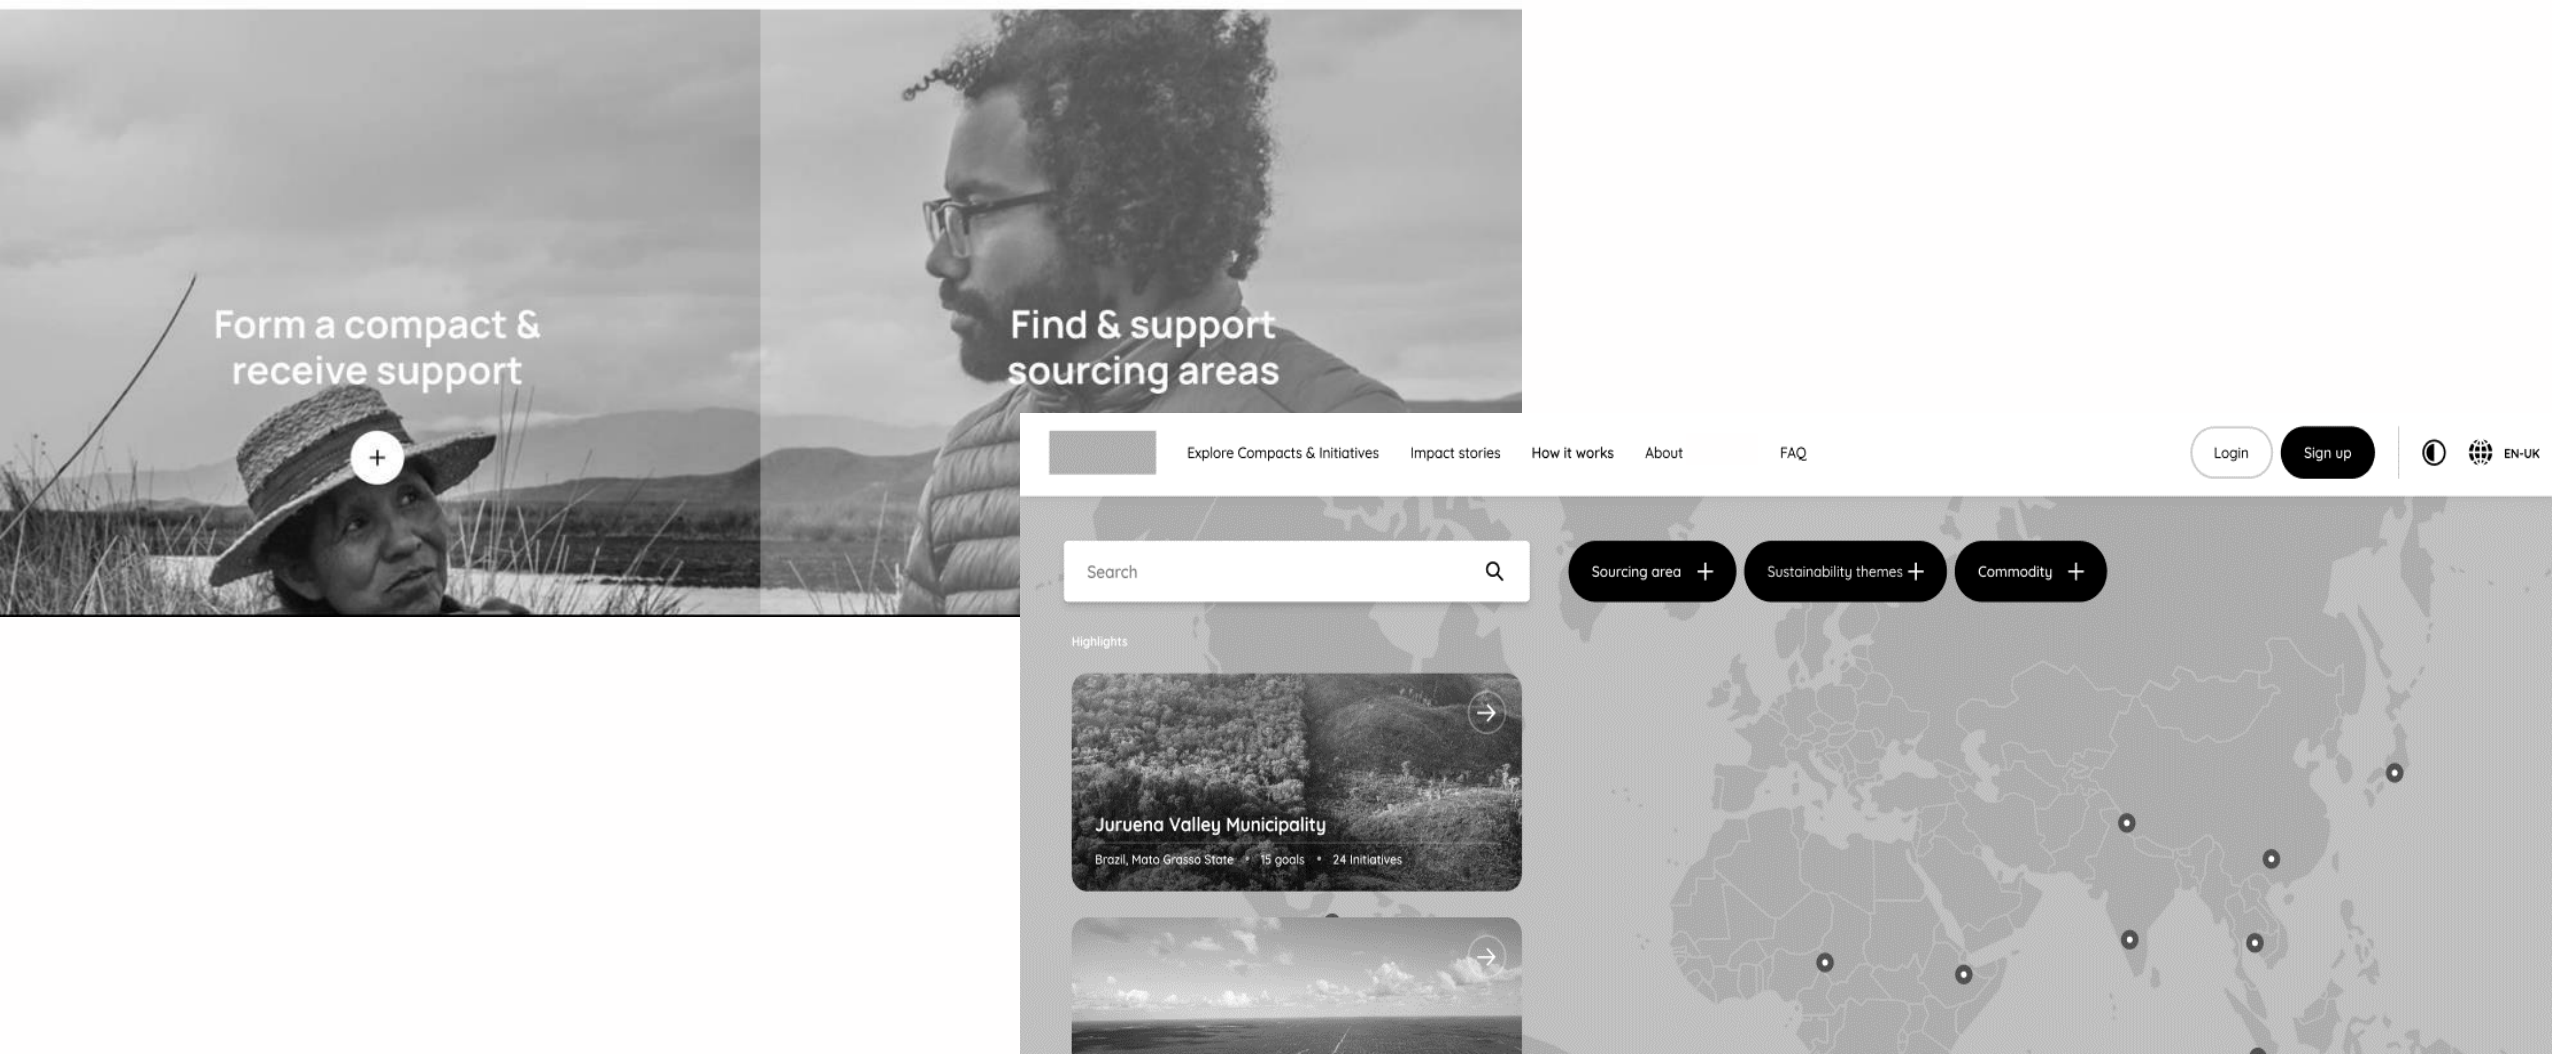 Form a compact &
receive support
Find & support
sourcing areas
Explore Compacts & Initiatives Impact stories How it works About FAQ Login Sign up EN-UK
Search Sourcing area Sustainability themes Commodity
Highlights
Juruena Valley Municipality
Brazil, Mato Grasso State • 15 goals • 24 Initiatives